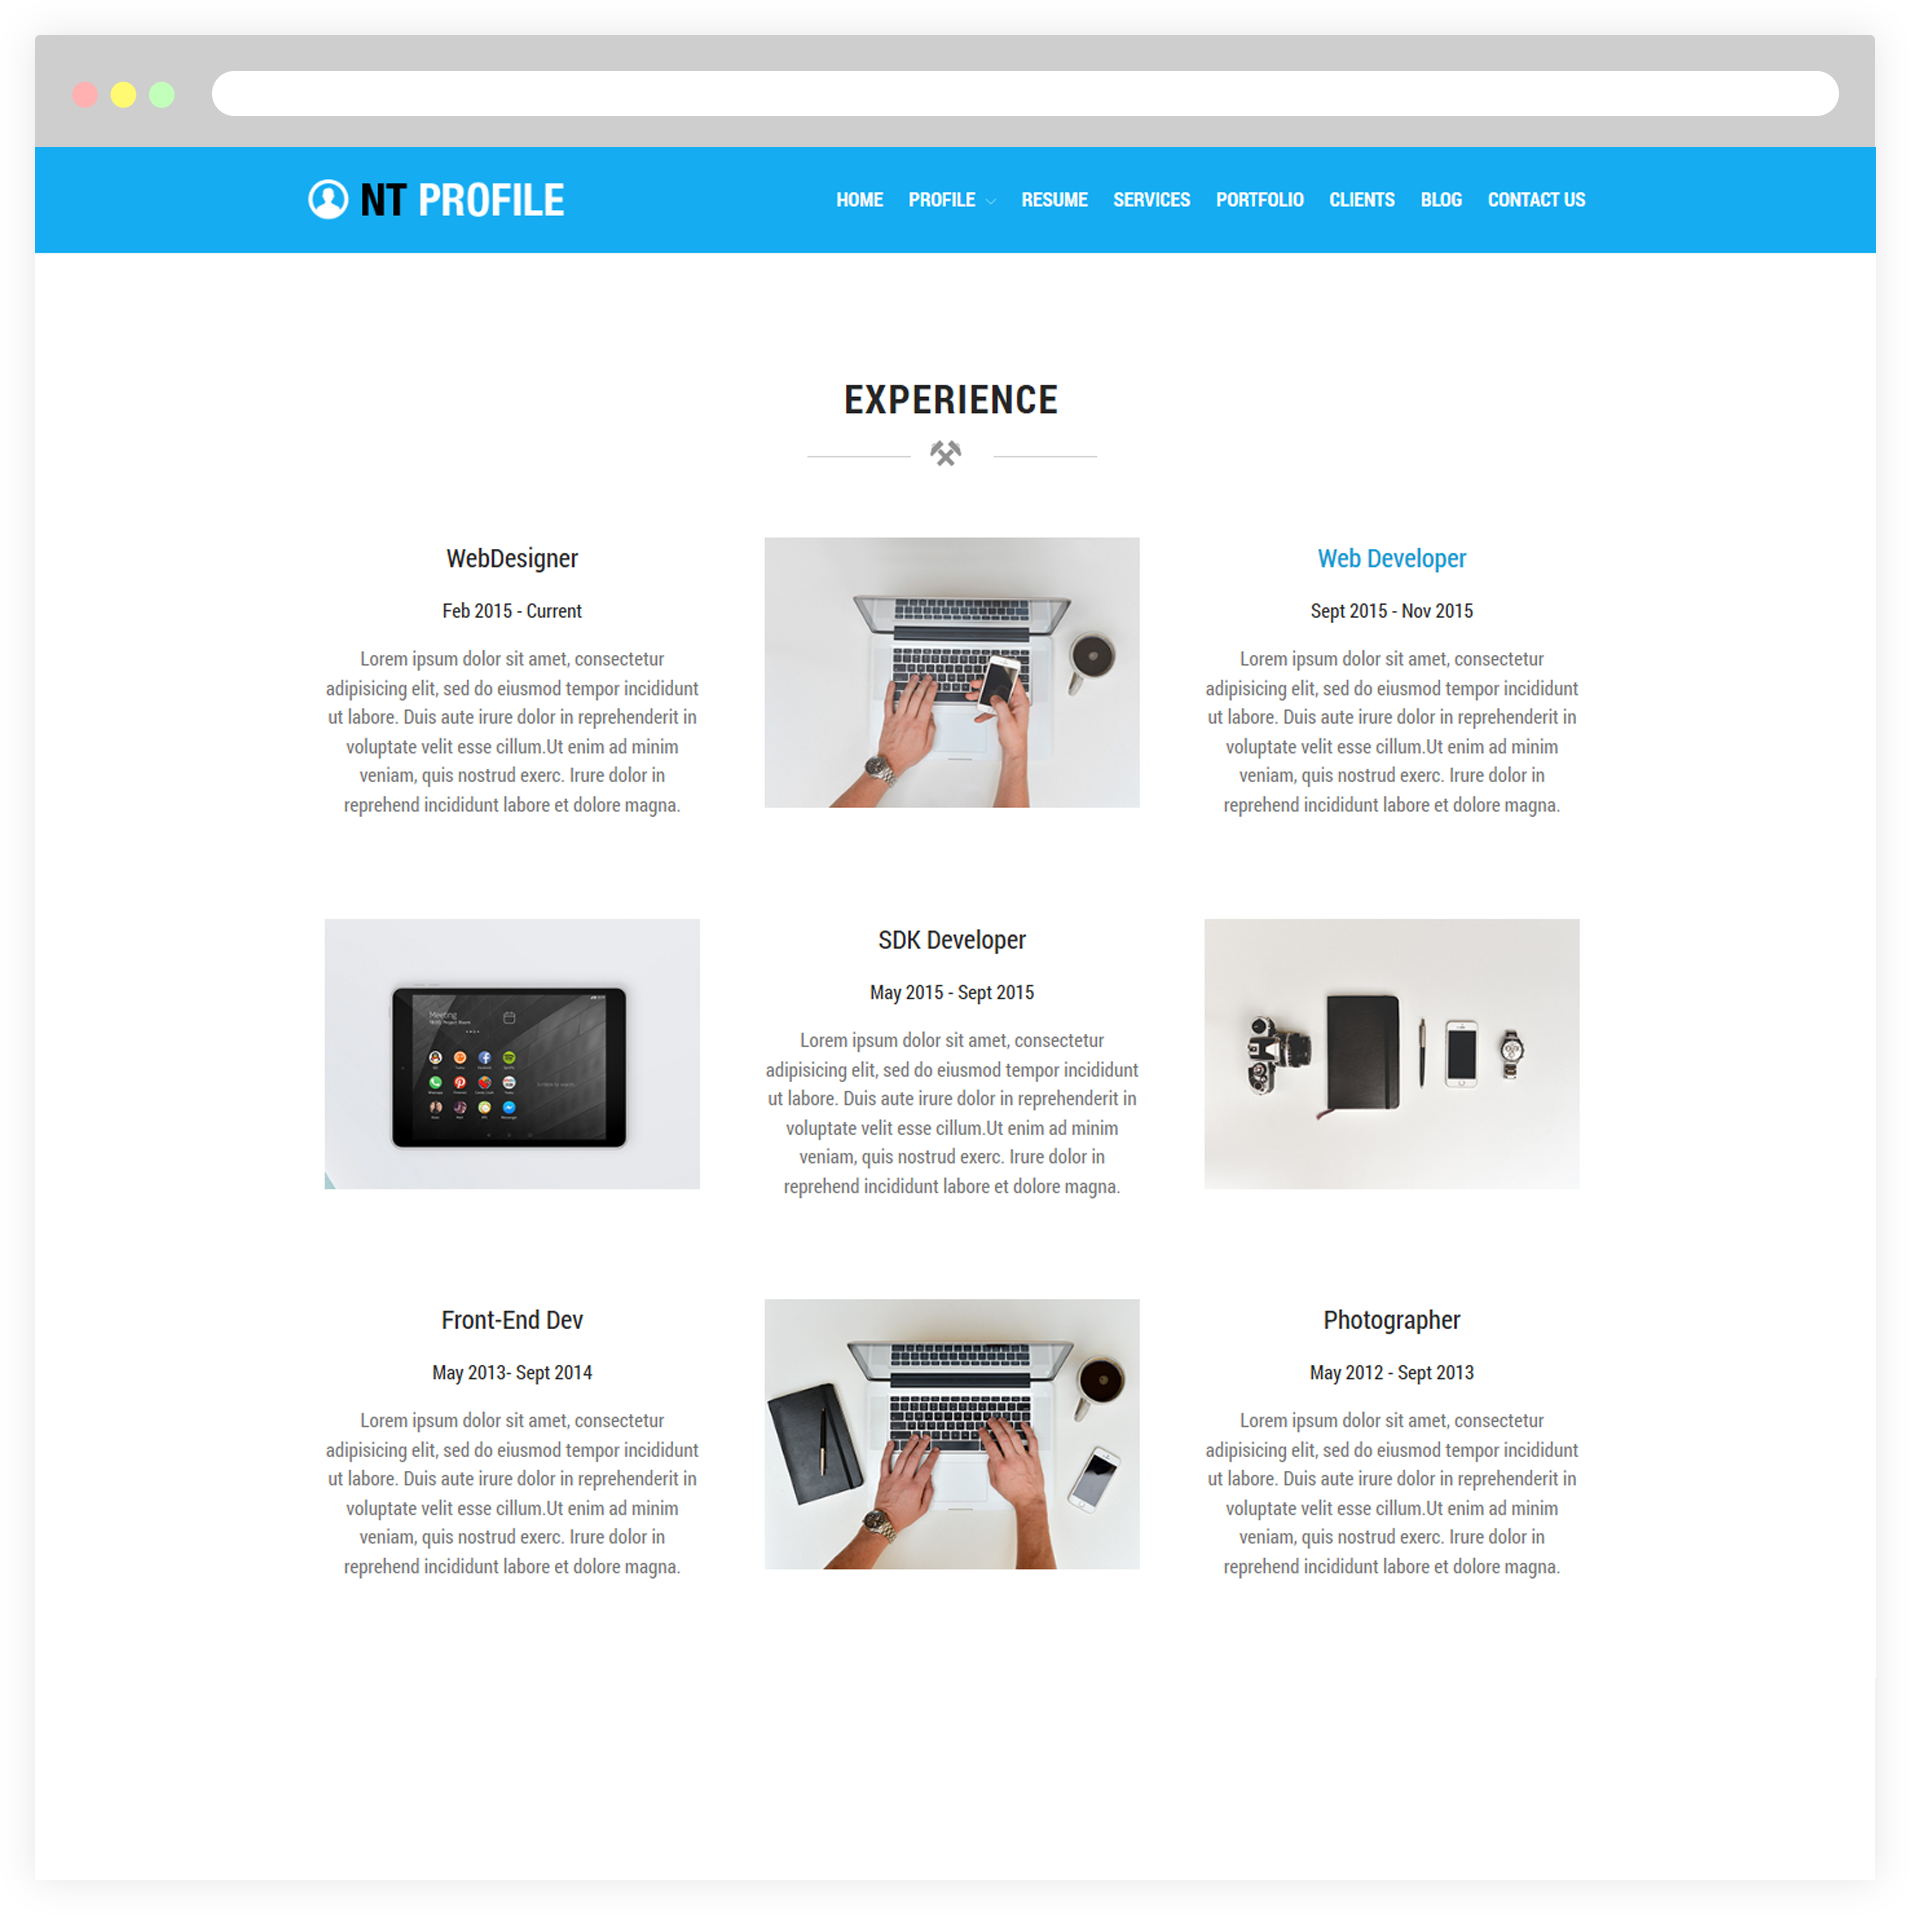 NT PROFILE
HOME PROFILE RESUME SERVICES PORTFOLIO CLIENTS BLOG CONTACT US
EXPERIENCE
WebDesigner
Feb 2015 - Current
Lorem ipsum dolor sit amet, consectetur
adipisicing elit, sed do eiusmod tempor incididunt
ut labore. Duis aute irure dolor in reprehenderit in
voluptate velit esse cillum.Ut enim ad minim
veniam, quis nostrud exerc. Irure dolor in
reprehend incididunt labore et dolore magna.
Web Developer
Sept 2015 - Nov 2015
Lorem ipsum dolor sit amet, consectetur
adipisicing elit, sed do eiusmod tempor incididunt
ut labore. Duis aute irure dolor in reprehenderit in
voluptate velit esse cillum.Ut enim ad minim
veniam, quis nostrud exerc. Irure dolor in
reprehend incididunt labore et dolore magna.
Meeting
SDK Developer
May 2015 - Sept 2015
Lorem ipsum dolor sit amet, consectetur
adipisicing elit, sed do eiusmod tempor incididunt
ut labore. Duis aute irure dolor in reprehenderit in
voluptate velit esse cillum.Ut enim ad minim
veniam, quis nostrud exerc. Irure dolor in
reprehend incididunt labore et dolore magna.
Front-End Dev
May 2013- Sept 2014
Lorem ipsum dolor sit amet, consectetur
adipisicing elit, sed do eiusmod tempor incididunt
ut labore. Duis aute irure dolor in reprehenderit in
voluptate velit esse cillum.Ut enim ad minim
veniam, quis nostrud exerc. Irure dolor in
reprehend incididunt labore et dolore magna.
Photographer
May 2012 - Sept 2013
Lorem ipsum dolor sit amet, consectetur
adipisicing elit, sed do eiusmod tempor incididunt
ut labore. Duis aute irure dolor in reprehenderit in
voluptate velit esse cillum.Ut enim ad minim
veniam, quis nostrud exerc. Irure dolor in
reprehend incididunt labore et dolore magna.